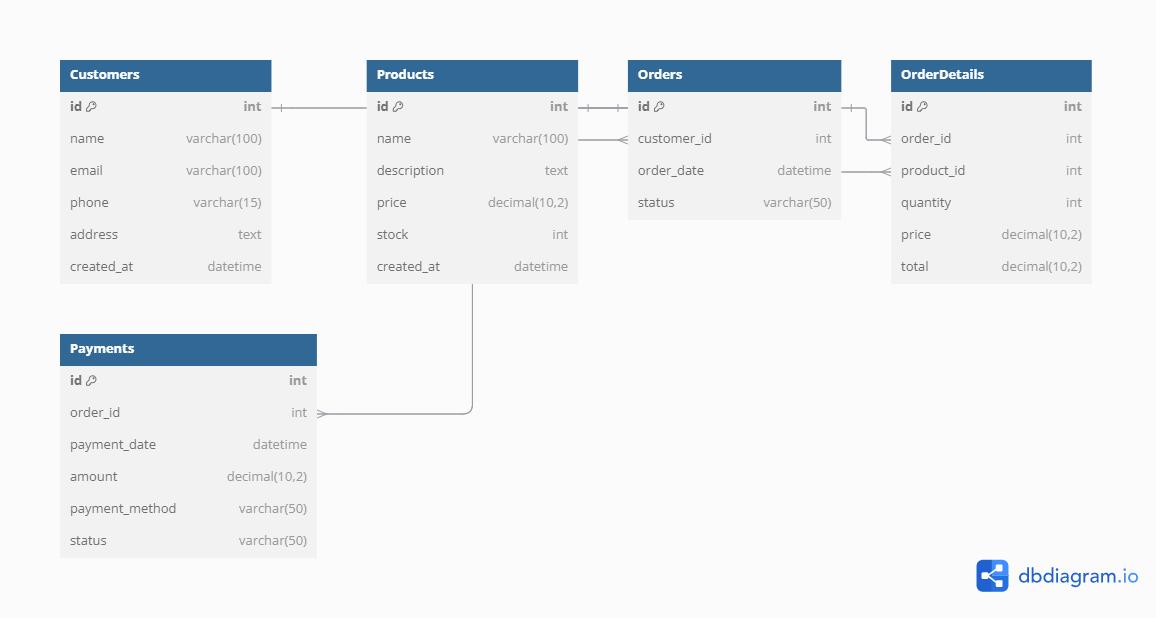 Customers
id int
name varchar(100)
email varchar(100)
phone varchar(15)
address text
created_at datetime
Products
id int
name varchar(100)
description text
price decimal(10,2)
stock int
created_at datetime
Orders
id int
customer_id int
order_date datetime
status varchar(50)
OrderDetails
id int
order_id int
product_id int
quantity int
price decimal(10,2)
total decimal(10,2)
Payments
id int
order_id int
payment_date datetime
amount decimal(10,2)
payment_method varchar(50)
status varchar(50)
dbdiagram.io